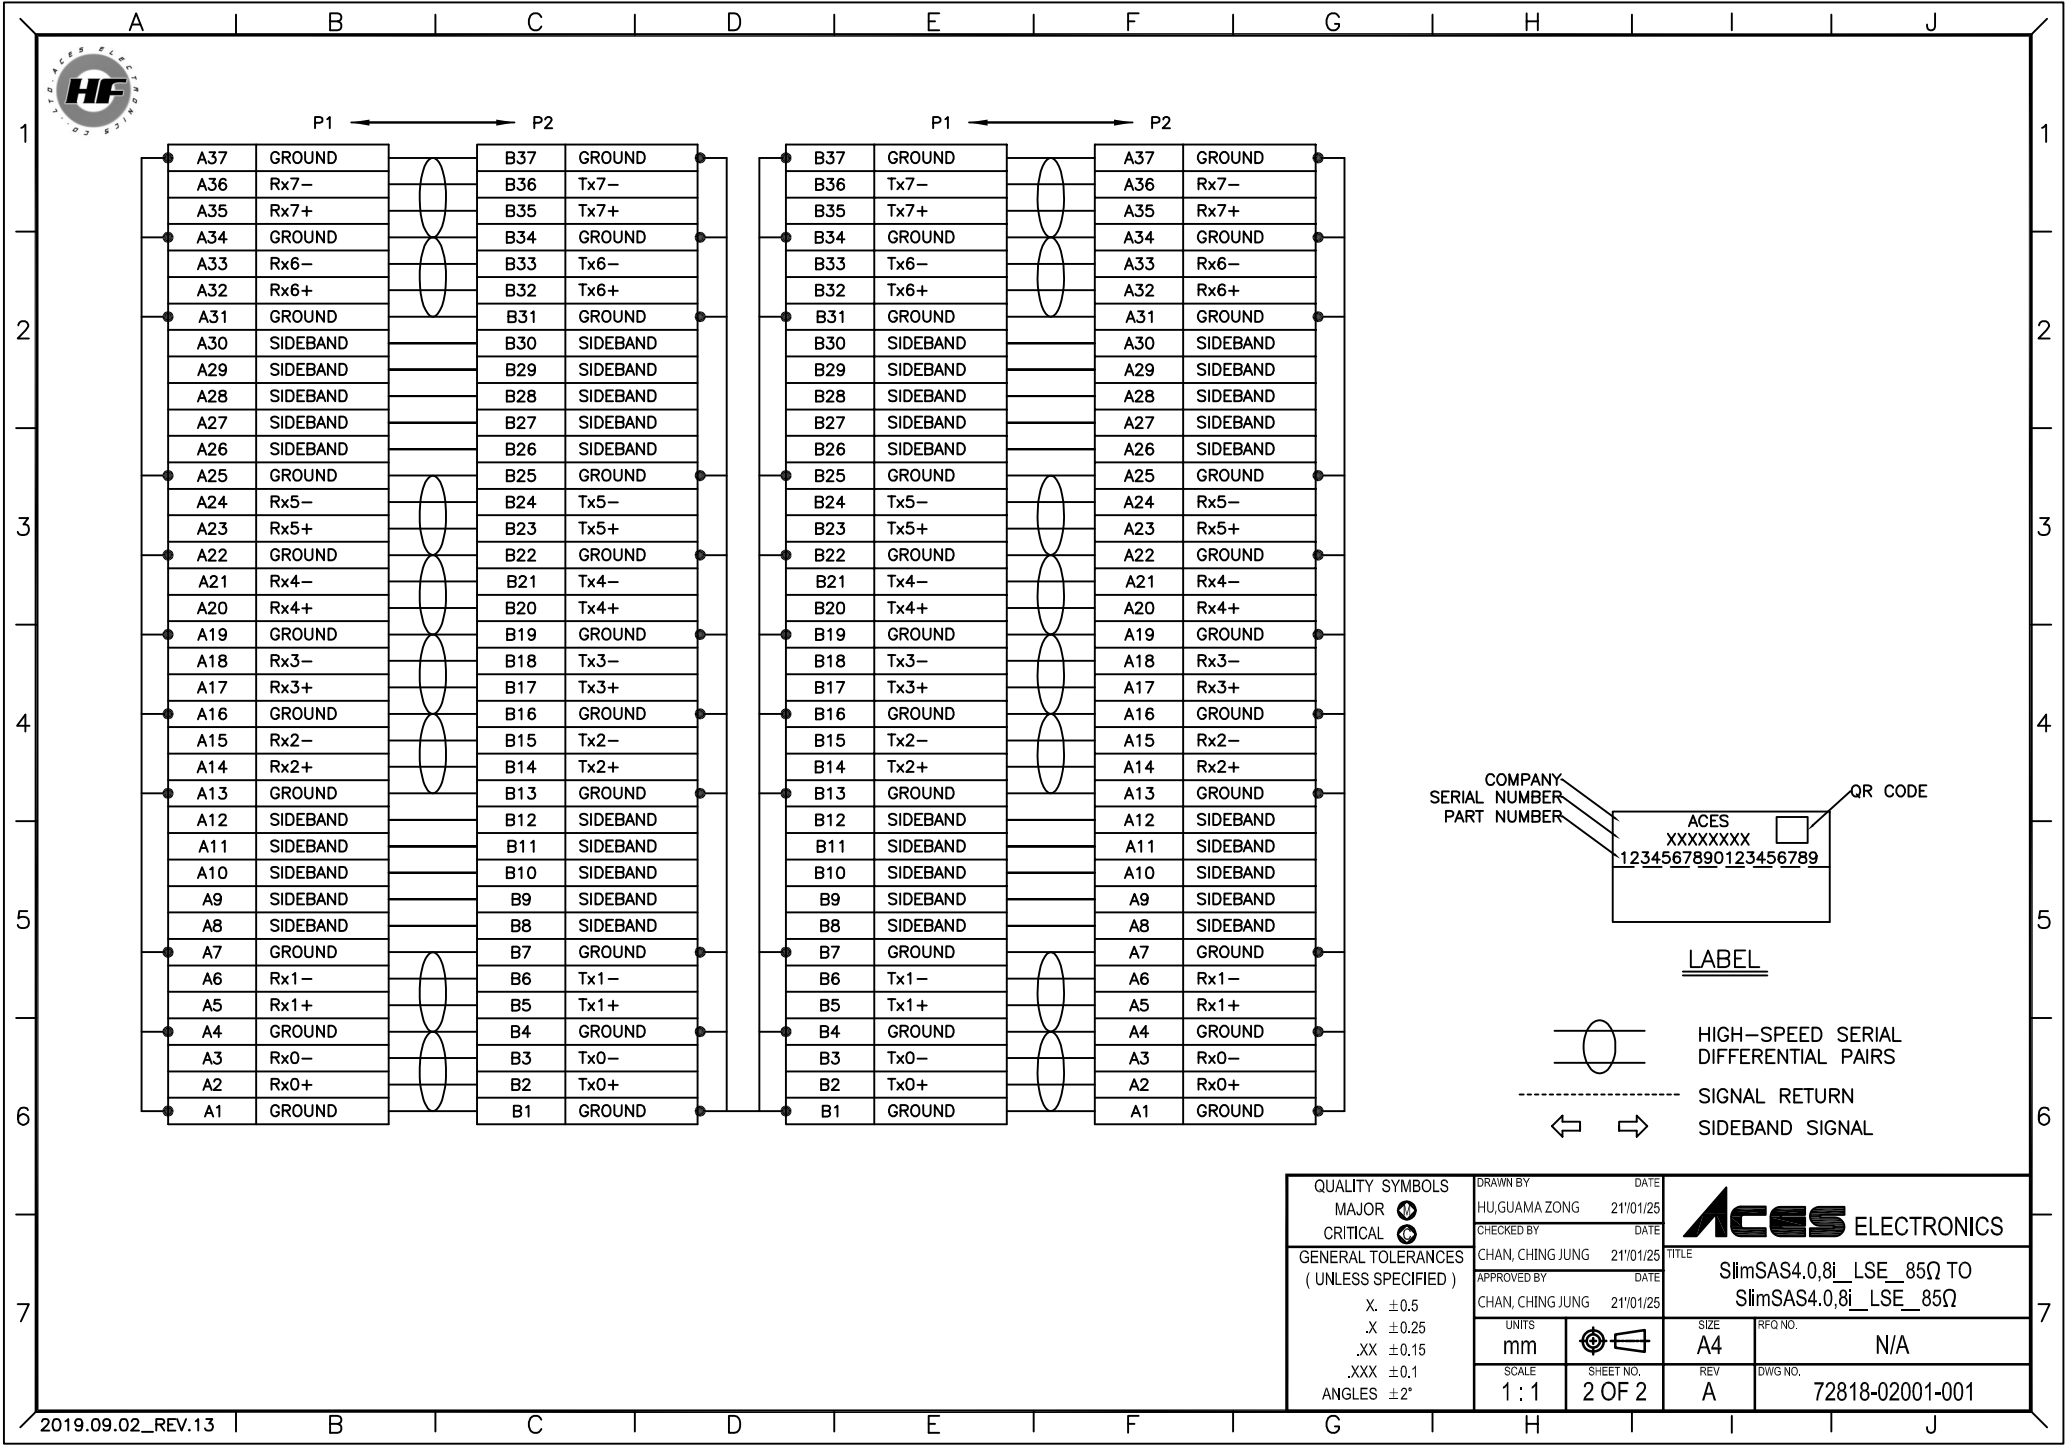 A B C D E F G H I J
ACES ELECTRONICS CO.,LTD.
HF
P1 P2 P1 P2
1 1
A37 GROUND B37 GROUND B37 GROUND A37 GROUND
A36 Rx7- B36 Tx7- B36 Tx7- A36 Rx7-
A35 Rx7+ B35 Tx7+ B35 Tx7+ A35 Rx7+
A34 GROUND B34 GROUND B34 GROUND A34 GROUND
A33 Rx6- B33 Tx6- B33 Tx6- A33 Rx6-
A32 Rx6+ B32 Tx6+ B32 Tx6+ A32 Rx6+
A31 GROUND B31 GROUND B31 GROUND A31 GROUND
2 2
A30 SIDEBAND B30 SIDEBAND B30 SIDEBAND A30 SIDEBAND
A29 SIDEBAND B29 SIDEBAND B29 SIDEBAND A29 SIDEBAND
A28 SIDEBAND B28 SIDEBAND B28 SIDEBAND A28 SIDEBAND
A27 SIDEBAND B27 SIDEBAND B27 SIDEBAND A27 SIDEBAND
A26 SIDEBAND B26 SIDEBAND B26 SIDEBAND A26 SIDEBAND
A25 GROUND B25 GROUND B25 GROUND A25 GROUND
A24 Rx5- B24 Tx5- B24 Tx5- A24 Rx5-
3 A23 Rx5+ B23 Tx5+ B23 Tx5+ A23 Rx5+ 3
A22 GROUND B22 GROUND B22 GROUND A22 GROUND
A21 Rx4- B21 Tx4- B21 Tx4- A21 Rx4-
A20 Rx4+ B20 Tx4+ B20 Tx4+ A20 Rx4+
A19 GROUND B19 GROUND B19 GROUND A19 GROUND
A18 Rx3- B18 Tx3- B18 Tx3- A18 Rx3-
A17 Rx3+ B17 Tx3+ B17 Tx3+ A17 Rx3+
A16 GROUND B16 GROUND B16 GROUND A16 GROUND
4 4
A15 Rx2- B15 Tx2- B15 Tx2- A15 Rx2-
A14 Rx2+ B14 Tx2+ B14 Tx2+ A14 Rx2+
A13 GROUND B13 GROUND B13 GROUND A13 GROUND
A12 SIDEBAND B12 SIDEBAND B12 SIDEBAND A12 SIDEBAND
A11 SIDEBAND B11 SIDEBAND B11 SIDEBAND A11 SIDEBAND
A10 SIDEBAND B10 SIDEBAND B10 SIDEBAND A10 SIDEBAND
A9 SIDEBAND B9 SIDEBAND B9 SIDEBAND A9 SIDEBAND
5 A8 SIDEBAND B8 SIDEBAND B8 SIDEBAND A8 SIDEBAND 5
A7 GROUND B7 GROUND B7 GROUND A7 GROUND
A6 Rx1- B6 Tx1- B6 Tx1- A6 Rx1-
A5 Rx1+ B5 Tx1+ B5 Tx1+ A5 Rx1+
A4 GROUND B4 GROUND B4 GROUND A4 GROUND
A3 Rx0- B3 Tx0- B3 Tx0- A3 Rx0-
A2 Rx0+ B2 Tx0+ B2 Tx0+ A2 Rx0+
6 A1 GROUND B1 GROUND B1 GROUND A1 GROUND 6
COMPANY
SERIAL NUMBER
PART NUMBER
QR CODE
ACES
XXXXXXXX
1234567890123456789
LABEL
HIGH-SPEED SERIAL
DIFFERENTIAL PAIRS
SIGNAL RETURN
SIDEBAND SIGNAL
7 7
QUALITY SYMBOLS
MAJOR M
CRITICAL C
GENERAL TOLERANCES
( UNLESS SPECIFIED )
X. ±0.5
.X ±0.25
.XX ±0.15
.XXX ±0.1
ANGLES ±2°
DRAWN BY DATE
HU,GUAMA ZONG 21'/01/25
CHECKED BY DATE
CHAN, CHING JUNG 21'/01/25
APPROVED BY DATE
CHAN, CHING JUNG 21'/01/25
ACES ELECTRONICS
TITLE
SlimSAS4.0,8i__LSE__85Ω TO
SlimSAS4.0,8i__LSE__85Ω
UNITS
mm
SIZE
A4
RFQ NO.
N/A
SCALE
1 : 1
SHEET NO.
2 OF 2
REV
A
DWG NO.
72818-02001-001
2019.09.02_REV.13
B C D E F G H I J